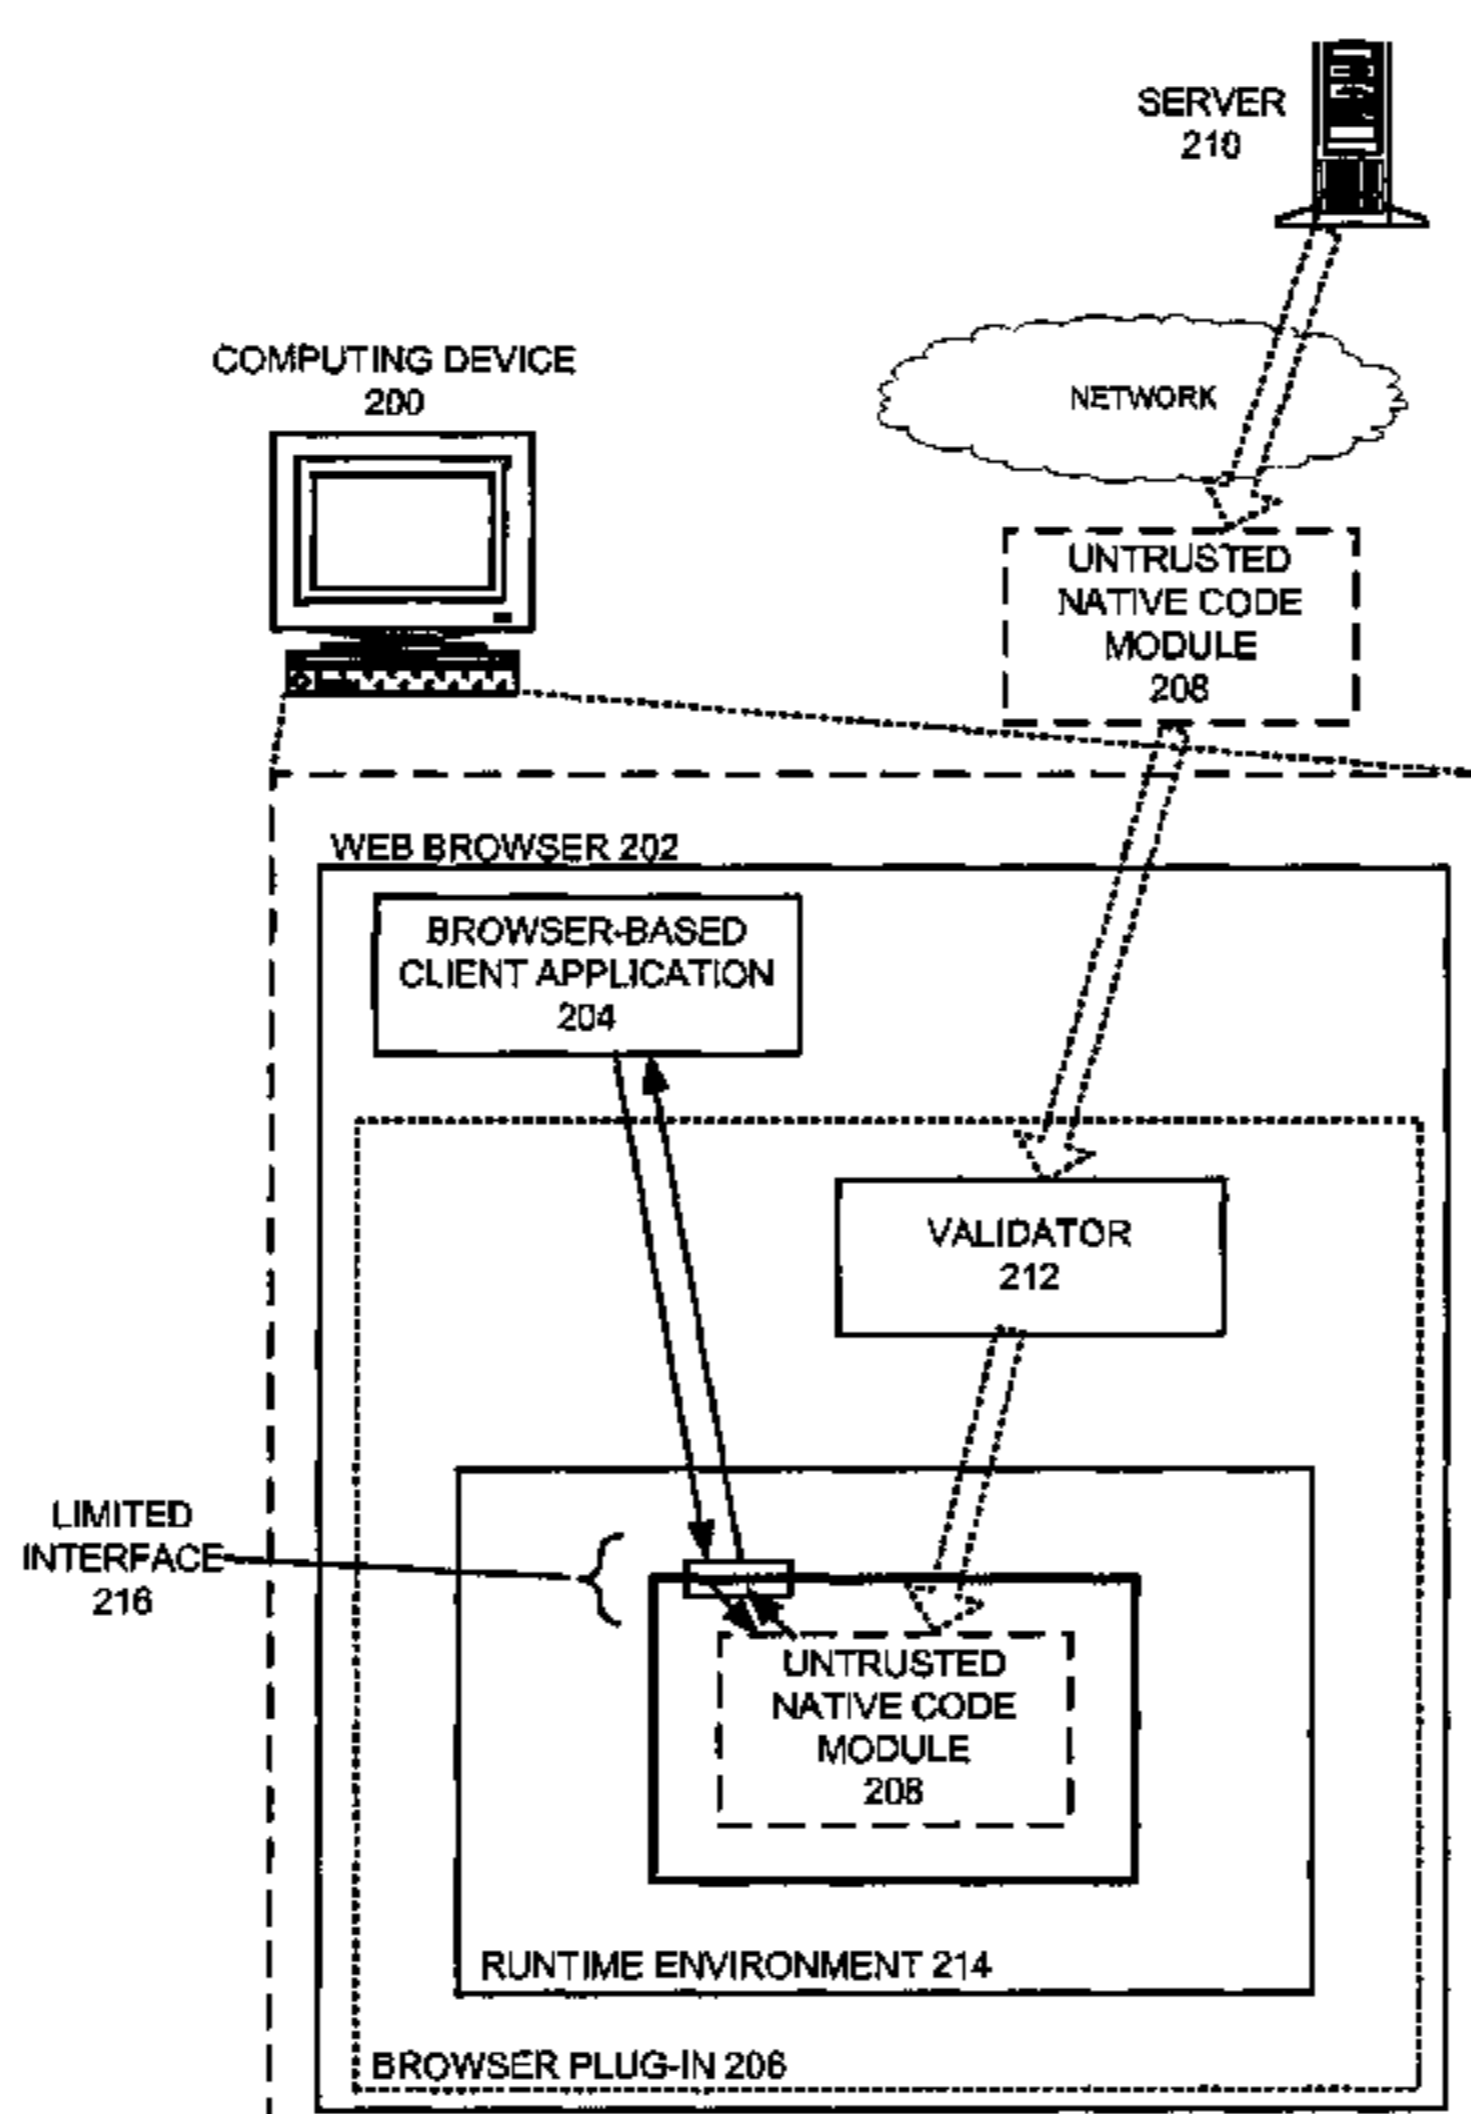 SERVER
210
NETWORK
COMPUTING DEVICE
200
UNTRUSTED
NATIVE CODE
MODULE
208
WEB BROWSER 202
BROWSER-BASED
CLIENT APPLICATION
204
VALIDATOR
212
LIMITED
INTERFACE
216
UNTRUSTED
NATIVE CODE
MODULE
208
RUNTIME ENVIRONMENT 214
BROWSER PLUG-IN 206